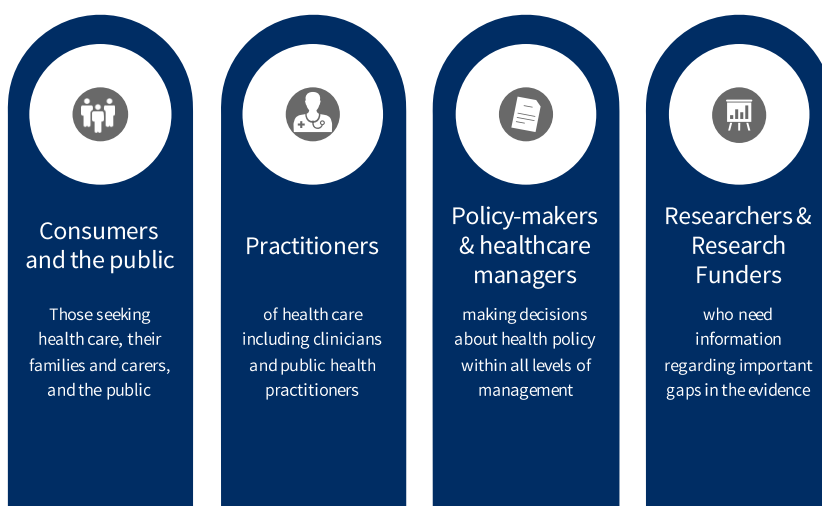 Consumers
and the public
Those seeking
health care, their
families and carers,
and the public
Practitioners
of health care
including clinicians
and public health
practitioners
Policy-makers
& healthcare
managers
making decisions
about health policy
within all levels of
management
Researchers &
Research
Funders
who need
information
regarding important
gaps in the evidence